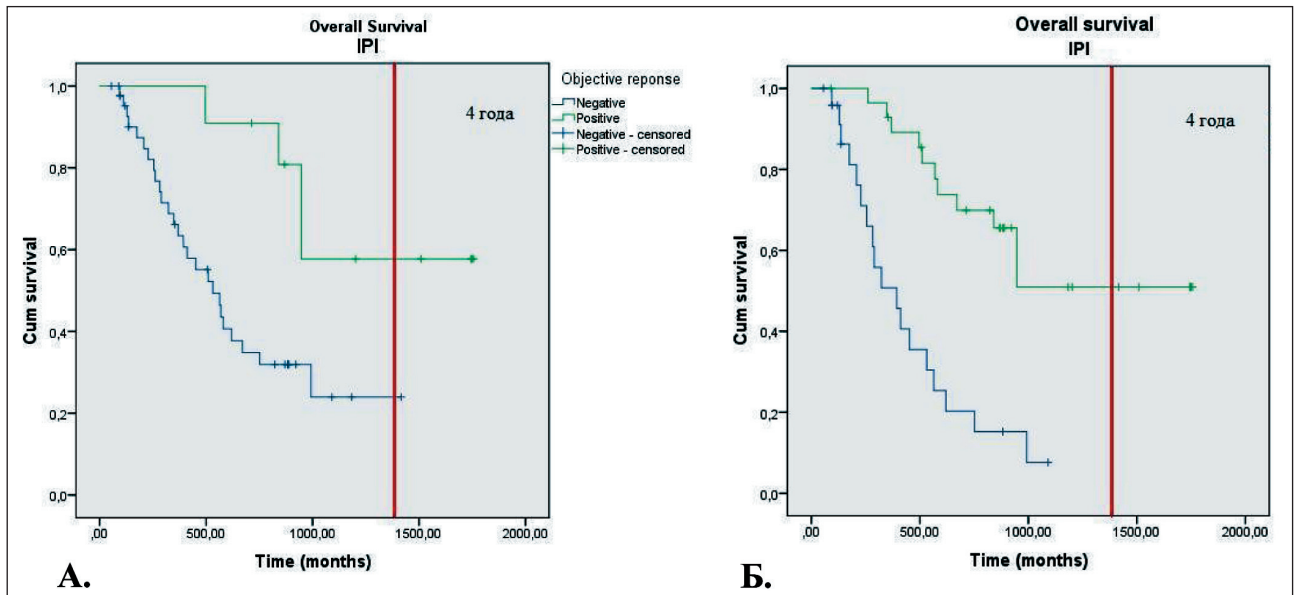 Overall Survival
IPI
Cum survival
1,0
0,8
0,6
0,4
0,2
0,0
4 года
,00
500,00
1000,00
1500,00
2000,00
Time (months)
А.
Objective reponse
Negative
Positive
Negative - censored
Positive - censored
Overall survival
IPI
Cum survival
1,0
0,8
0,6
0,4
0,2
0,0
4 года
,00
500,00
1000,00
1500,00
2000,00
Time (months)
Б.